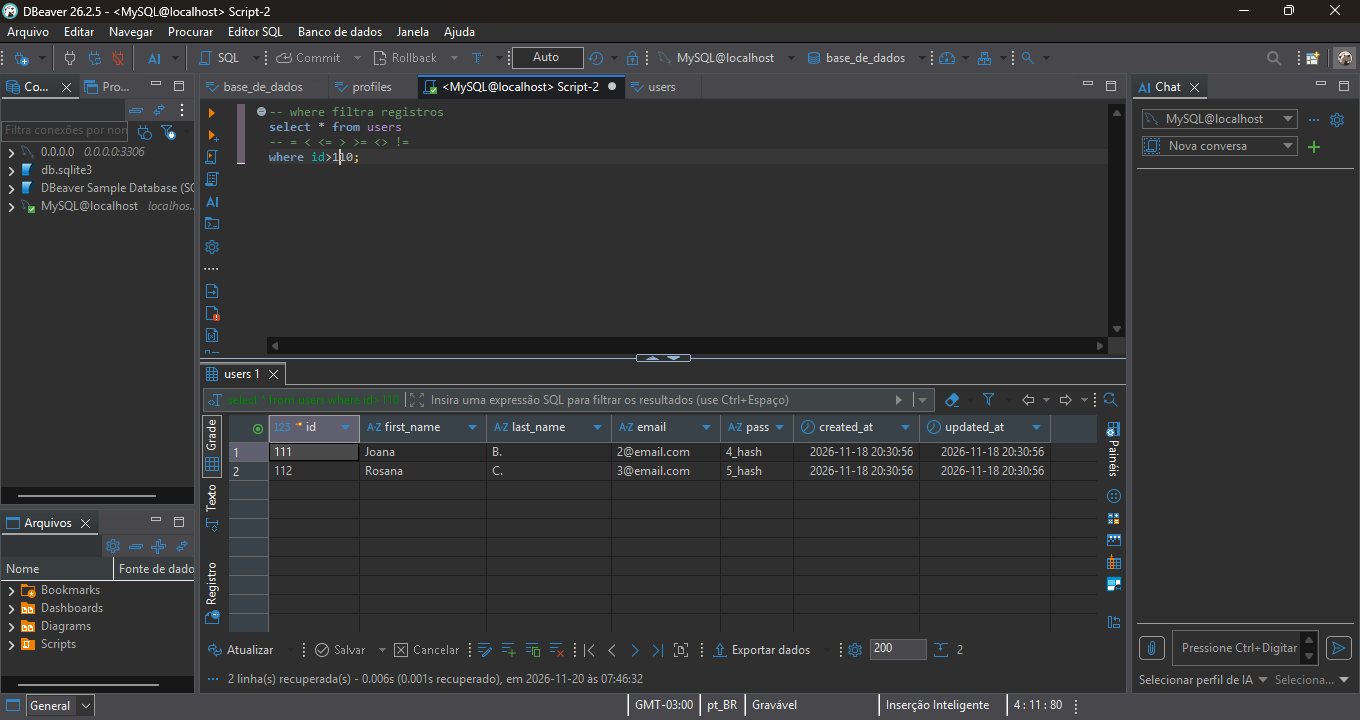 DBeaver 26.2.5 - <MySQL@localhost> Script-2
Arquivo Editar Navegar Procurar Editor SQL Banco de dados Janela Ajuda
AI SQL Commit Rollback T Auto MySQL@localhost base_de_dados
Co... Pro...
Filtra conexões por nom
0.0.0.0 0.0.0.0:3306
db.sqlite3
DBeaver Sample Database (SQ
MySQL@localhost localhos...
base_de_dados profiles <MySQL@localhost> Script-2 users
-- where filtra registros
select * from users
-- = < <= > >= <> !=
where id>110;
AI
AI Chat
MySQL@localhost
Nova conversa
users 1
select * from users where id>110 Insira uma expressão SQL para filtrar os resultados (use Ctrl+Espaço)
Grade
Texto
Registro
123 id A-Z first_name A-Z last_name A-Z email A-Z pass created_at updated_at
1 111 Joana B. 2@email.com 4_hash 2026-11-18 20:30:56 2026-11-18 20:30:56
2 112 Rosana C. 3@email.com 5_hash 2026-11-18 20:30:56 2026-11-18 20:30:56
Painéis
Arquivos
Nome Fonte de dado
Bookmarks
Dashboards
Diagrams
Scripts
Atualizar Salvar Cancelar Exportar dados 200 2
2 linha(s) recuperada(s) - 0.006s (0.001s recuperado), em 2026-11-20 às 07:46:32
Pressione Ctrl+Digitar
Selecionar perfil de IA Seleciona...
General GMT-03:00 pt_BR Gravável Inserção Inteligente 4 : 11 : 80